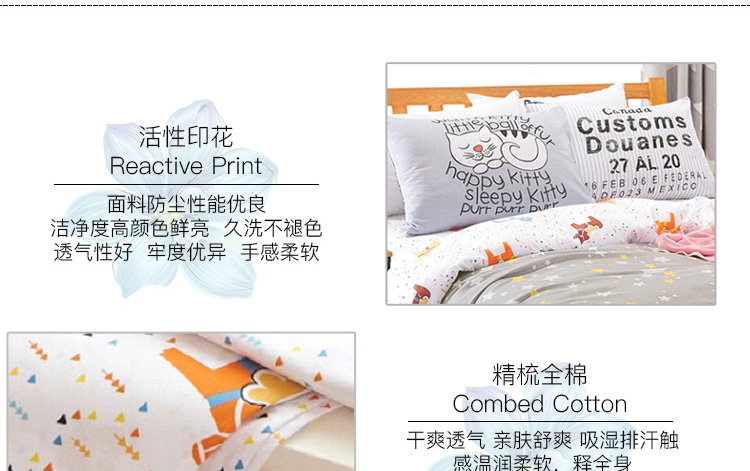 活性印花
Reactive Print
面料防尘性能优良
洁净度高颜色鲜亮 久洗不褪色
透气性好 牢度优异 手感柔软
little ball of fur
happy kitty
sleepy kitty
purr purr purr
Canada
Customs
Douanes
27 AL 20
16 FEB 06 E FEDERAL
ADF023 MEXICO
精梳全棉
Combed Cotton
干爽透气 亲肤舒爽 吸湿排汗触
感温润柔软，释全身